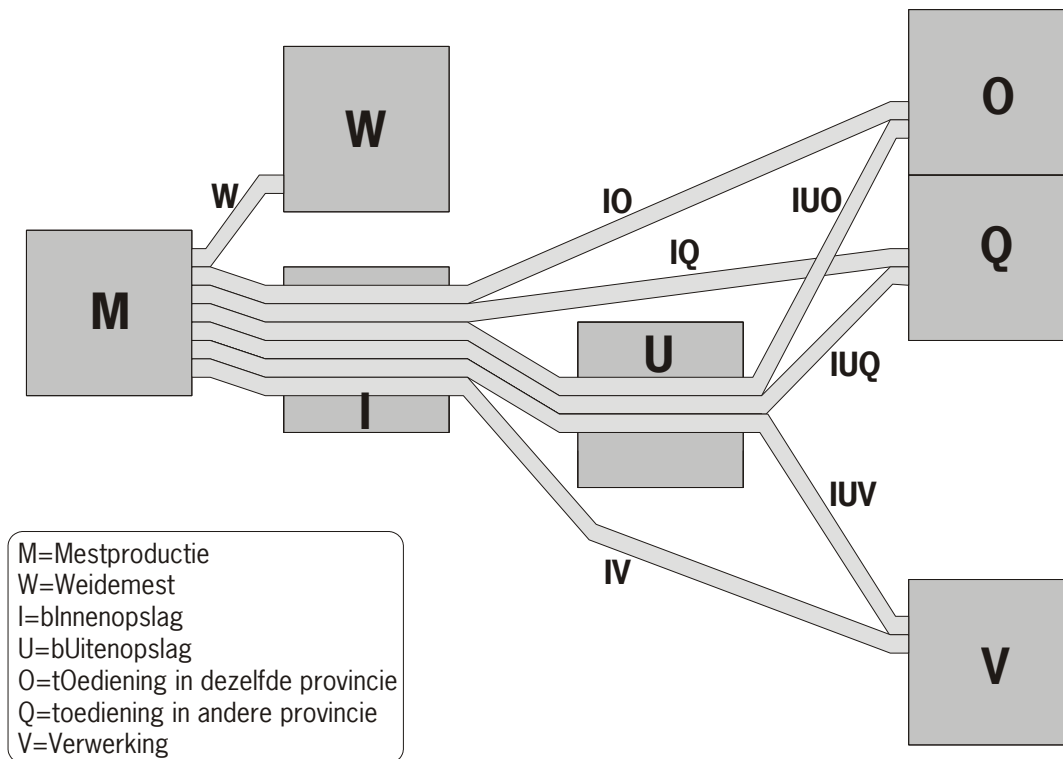 O
W
W
IO
IUO
IQ
Q
M
U
IUQ
I
IUV
IV
V
M=Mestproductie
W=Weidemest
I=bInnenopslag
U=bUitenopslag
O=tOediening in dezelfde provincie
Q=toediening in andere provincie
V=Verwerking